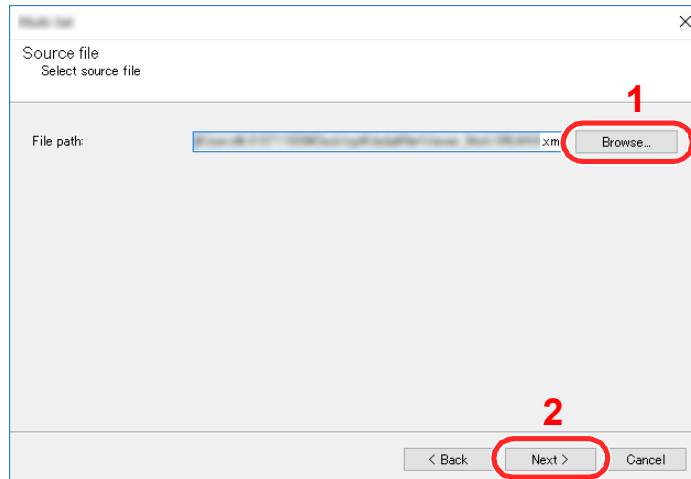 Source file
Select source file
1
File path:
.xm
Browse...
2
< Back
Next >
Cancel